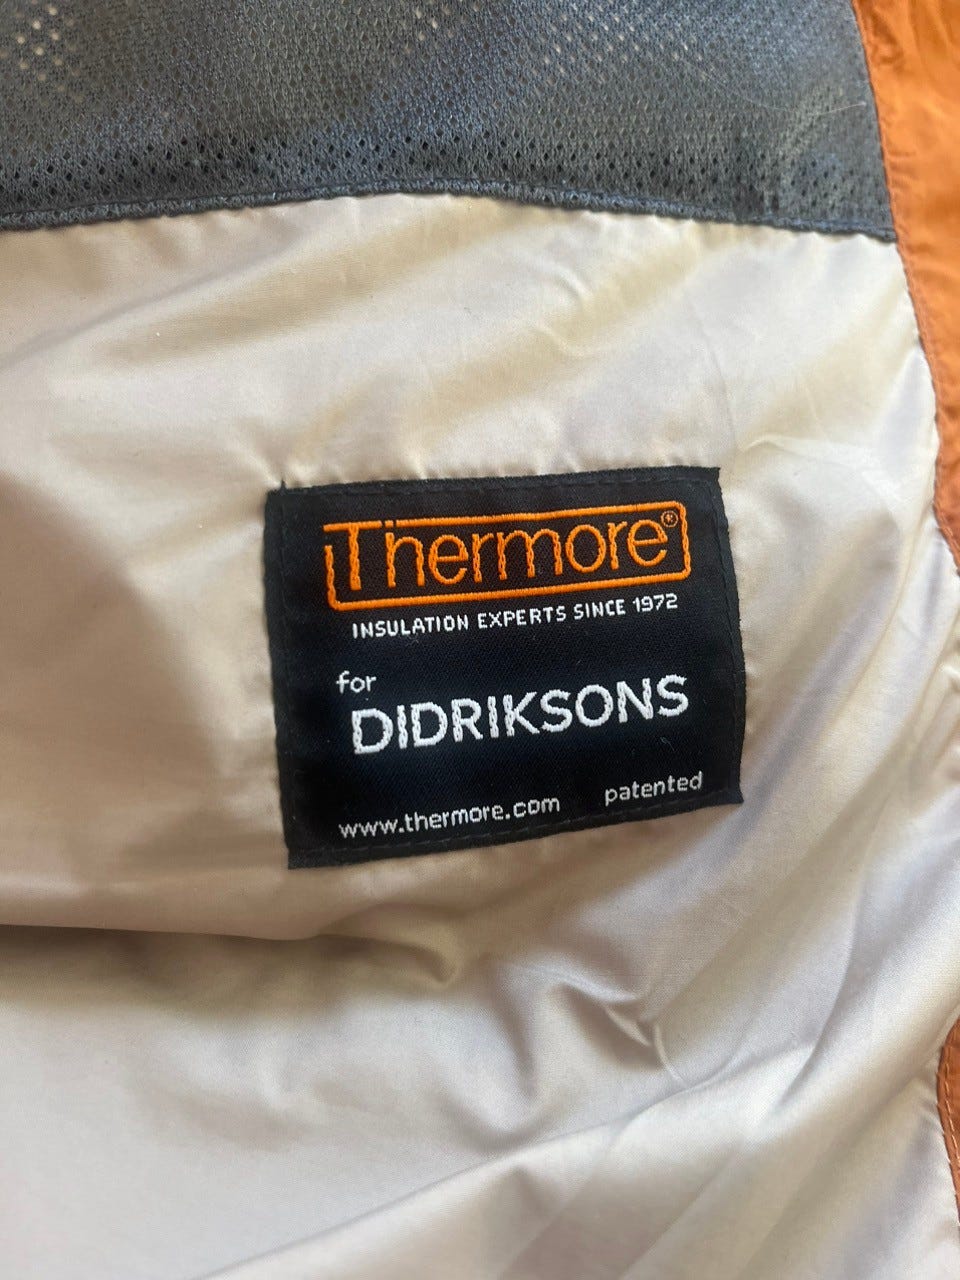 Thermore®
INSULATION EXPERTS SINCE 1972
for
DIDRIKSONS
www.thermore.com patented